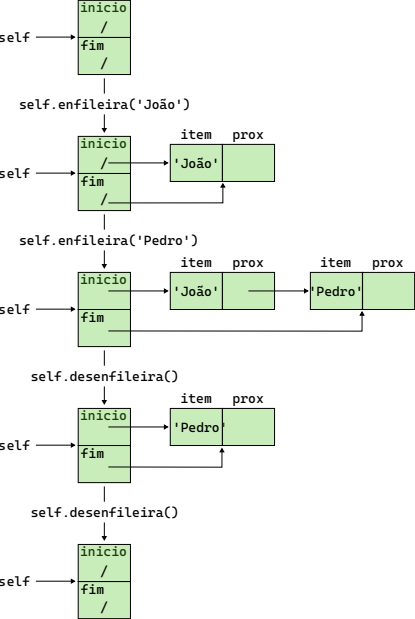 inicio
/
self
fim
/
self.enfileira('João')
item prox
inicio
/
'João'
self
fim
/
self.enfileira('Pedro')
item prox
item prox
inicio
'João'
'Pedro'
self
fim
self.desenfileira()
item prox
inicio
'Pedro'
self
fim
self.desenfileira()
inicio
/
self
fim
/